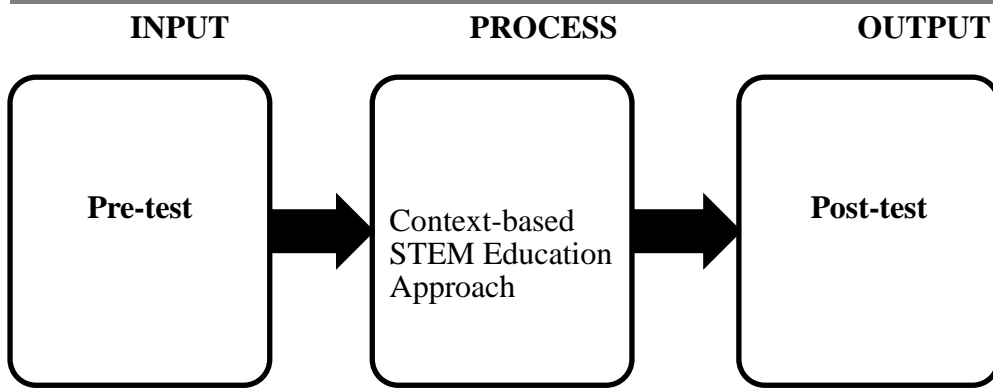 INPUT PROCESS OUTPUT
Pre-test
Context-based
STEM Education
Approach
Post-test